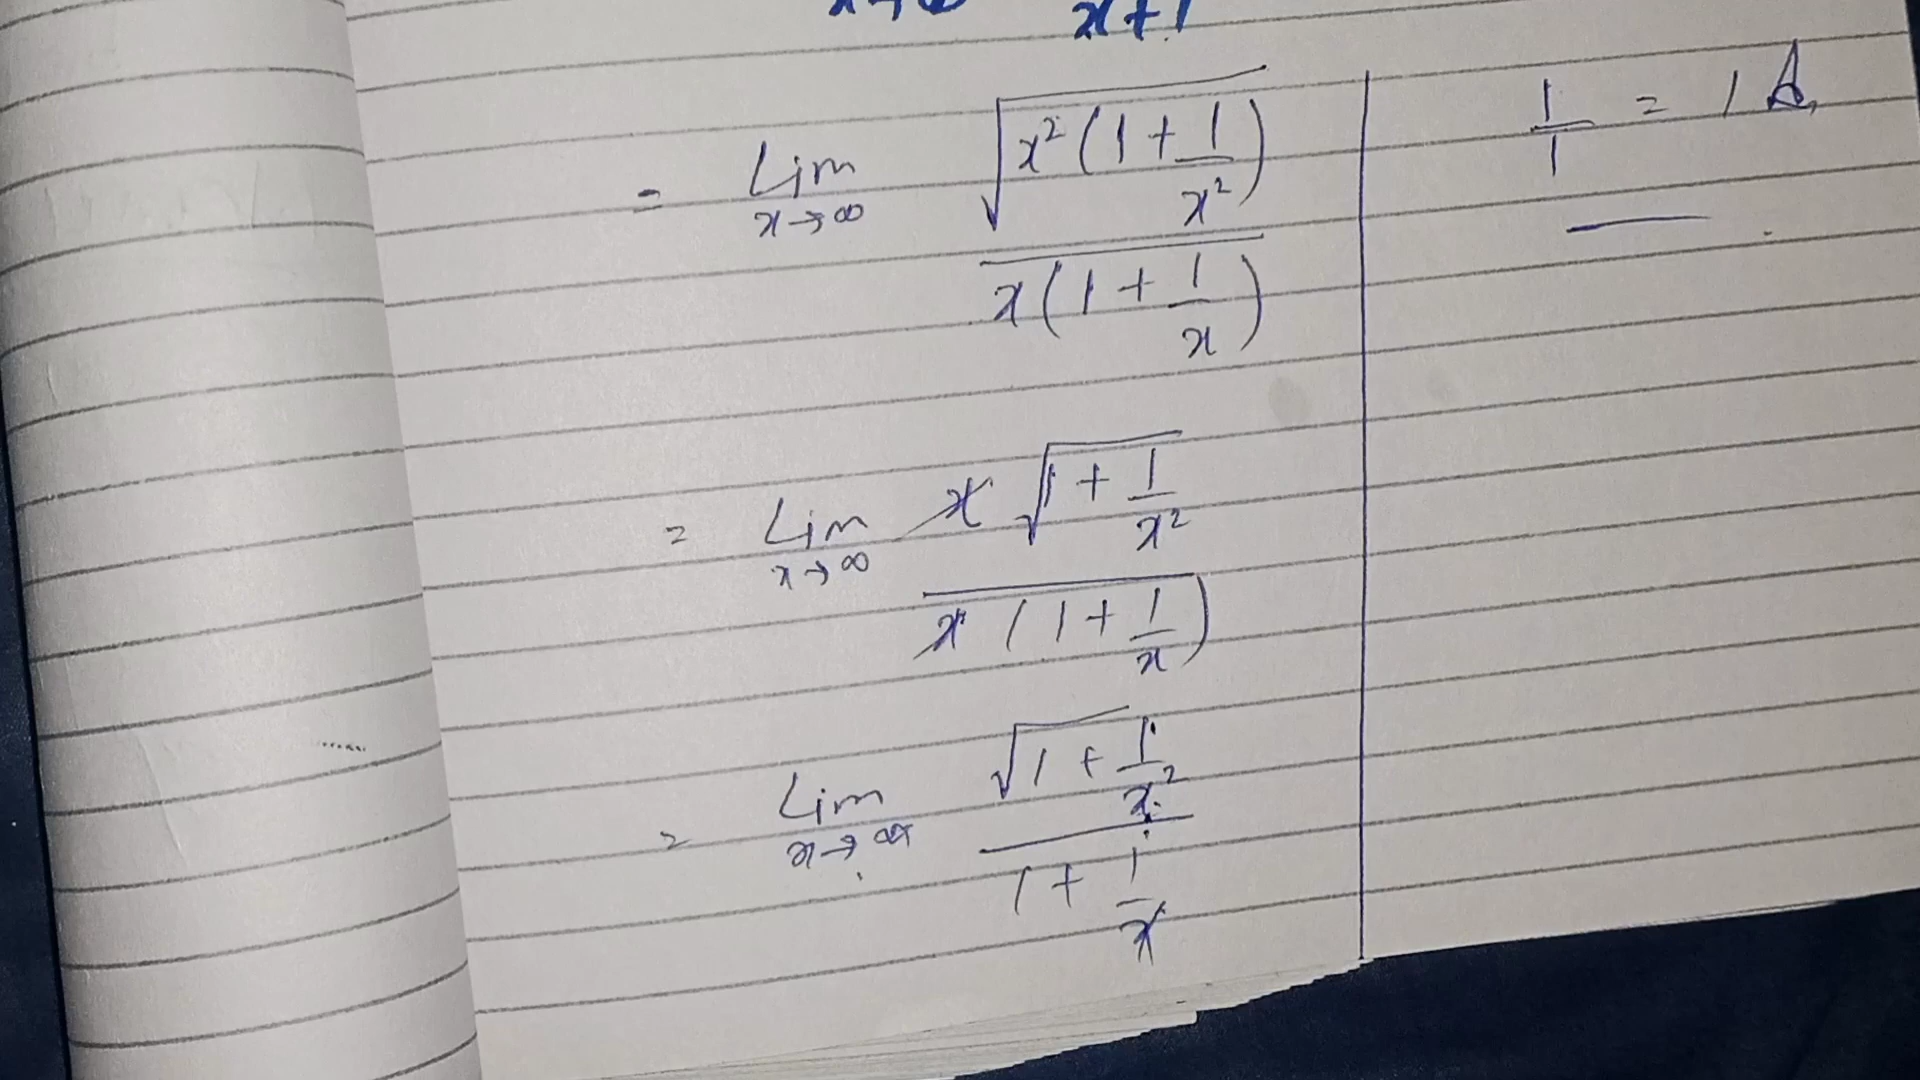 x→∞ x+1
= Lim x→∞ √(x²(1+1/x²)) / x(1+1/x)
= Lim x→∞ x√(1+1/x²) / x(1+1/x)
= Lim x→∞ √(1+1/x²) / 1+1/x
1/1 = 1